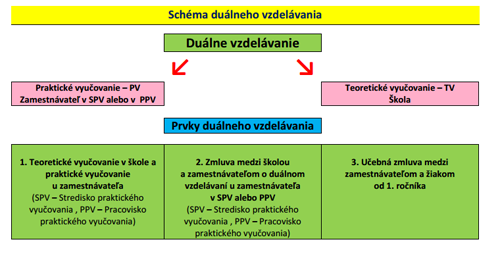 Schéma duálneho vzdelávania
Duálne vzdelávanie
Praktické vyučovanie – PV
Zamestnávateľ v SPV alebo v PPV
Teoretické vyučovanie – TV
Škola
Prvky duálneho vzdelávania
1. Teoretické vyučovanie v škole a
praktické vyučovanie
u zamestnávateľa
(SPV – Stredisko praktického
vyučovania , PPV – Pracovisko
praktického vyučovania)
2. Zmluva medzi školou
a zamestnávateľom o duálnom
vzdelávaní u zamestnávateľa
v SPV alebo PPV
(SPV – Stredisko praktického
vyučovania , PPV – Pracovisko
praktického vyučovania)
3. Učebná zmluva medzi
zamestnávateľom a žiakom
od 1. ročníka